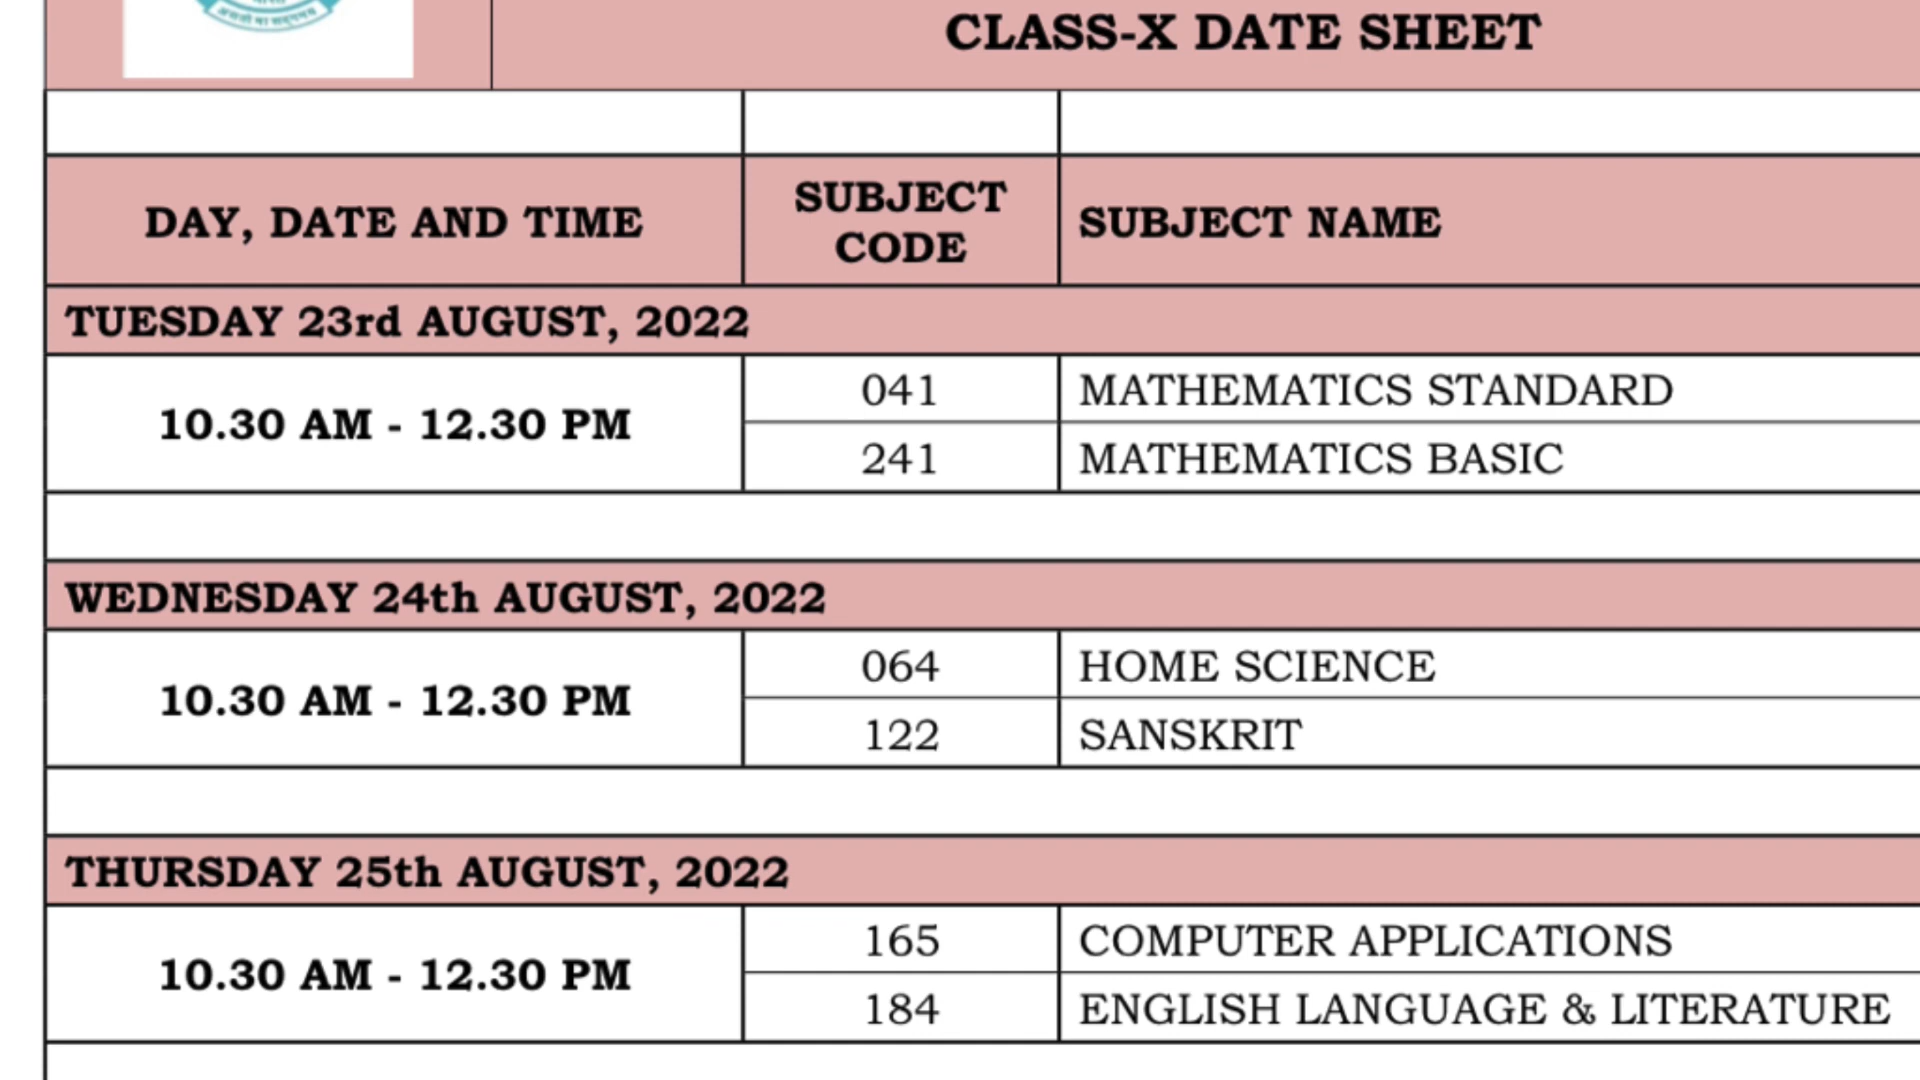 असतो मा सद्गमय
CLASS-X DATE SHEET
DAY, DATE AND TIME
SUBJECT
CODE
SUBJECT NAME
TUESDAY 23rd AUGUST, 2022
10.30 AM - 12.30 PM
041
MATHEMATICS STANDARD
241
MATHEMATICS BASIC
WEDNESDAY 24th AUGUST, 2022
10.30 AM - 12.30 PM
064
HOME SCIENCE
122
SANSKRIT
THURSDAY 25th AUGUST, 2022
10.30 AM - 12.30 PM
165
COMPUTER APPLICATIONS
184
ENGLISH LANGUAGE & LITERATURE